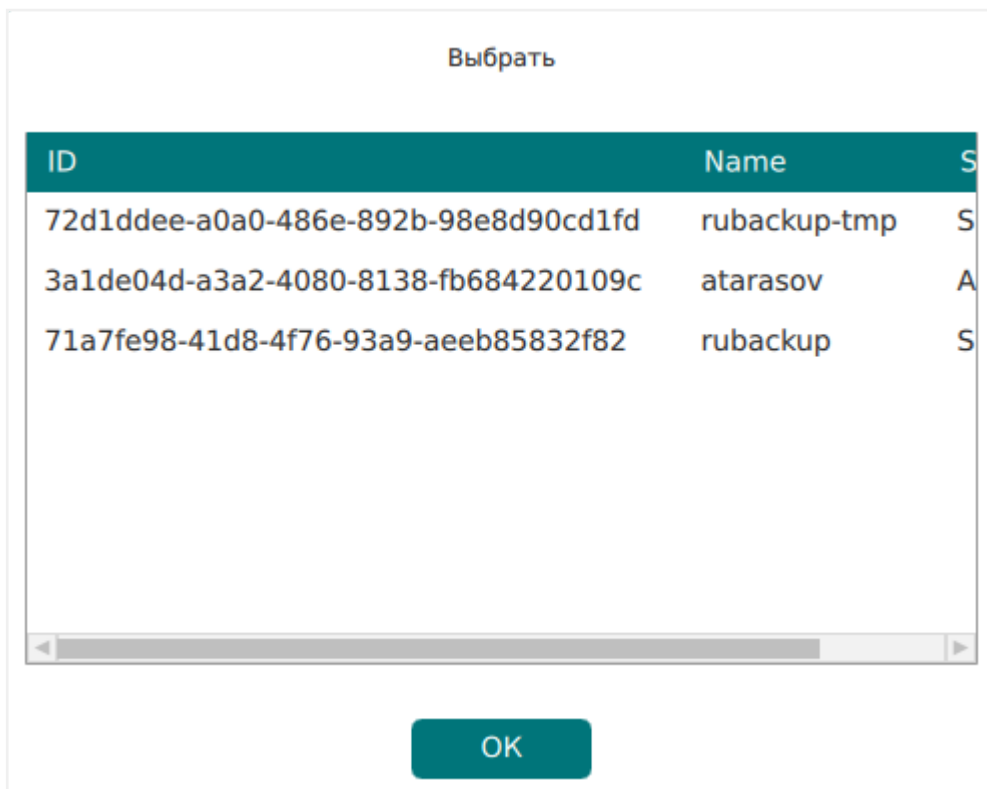 Выбрать
ID Name S
72d1ddee-a0a0-486e-892b-98e8d90cd1fd rubackup-tmp S
3a1de04d-a3a2-4080-8138-fb684220109c atarasov A
71a7fe98-41d8-4f76-93a9-aeeb85832f82 rubackup S
OK